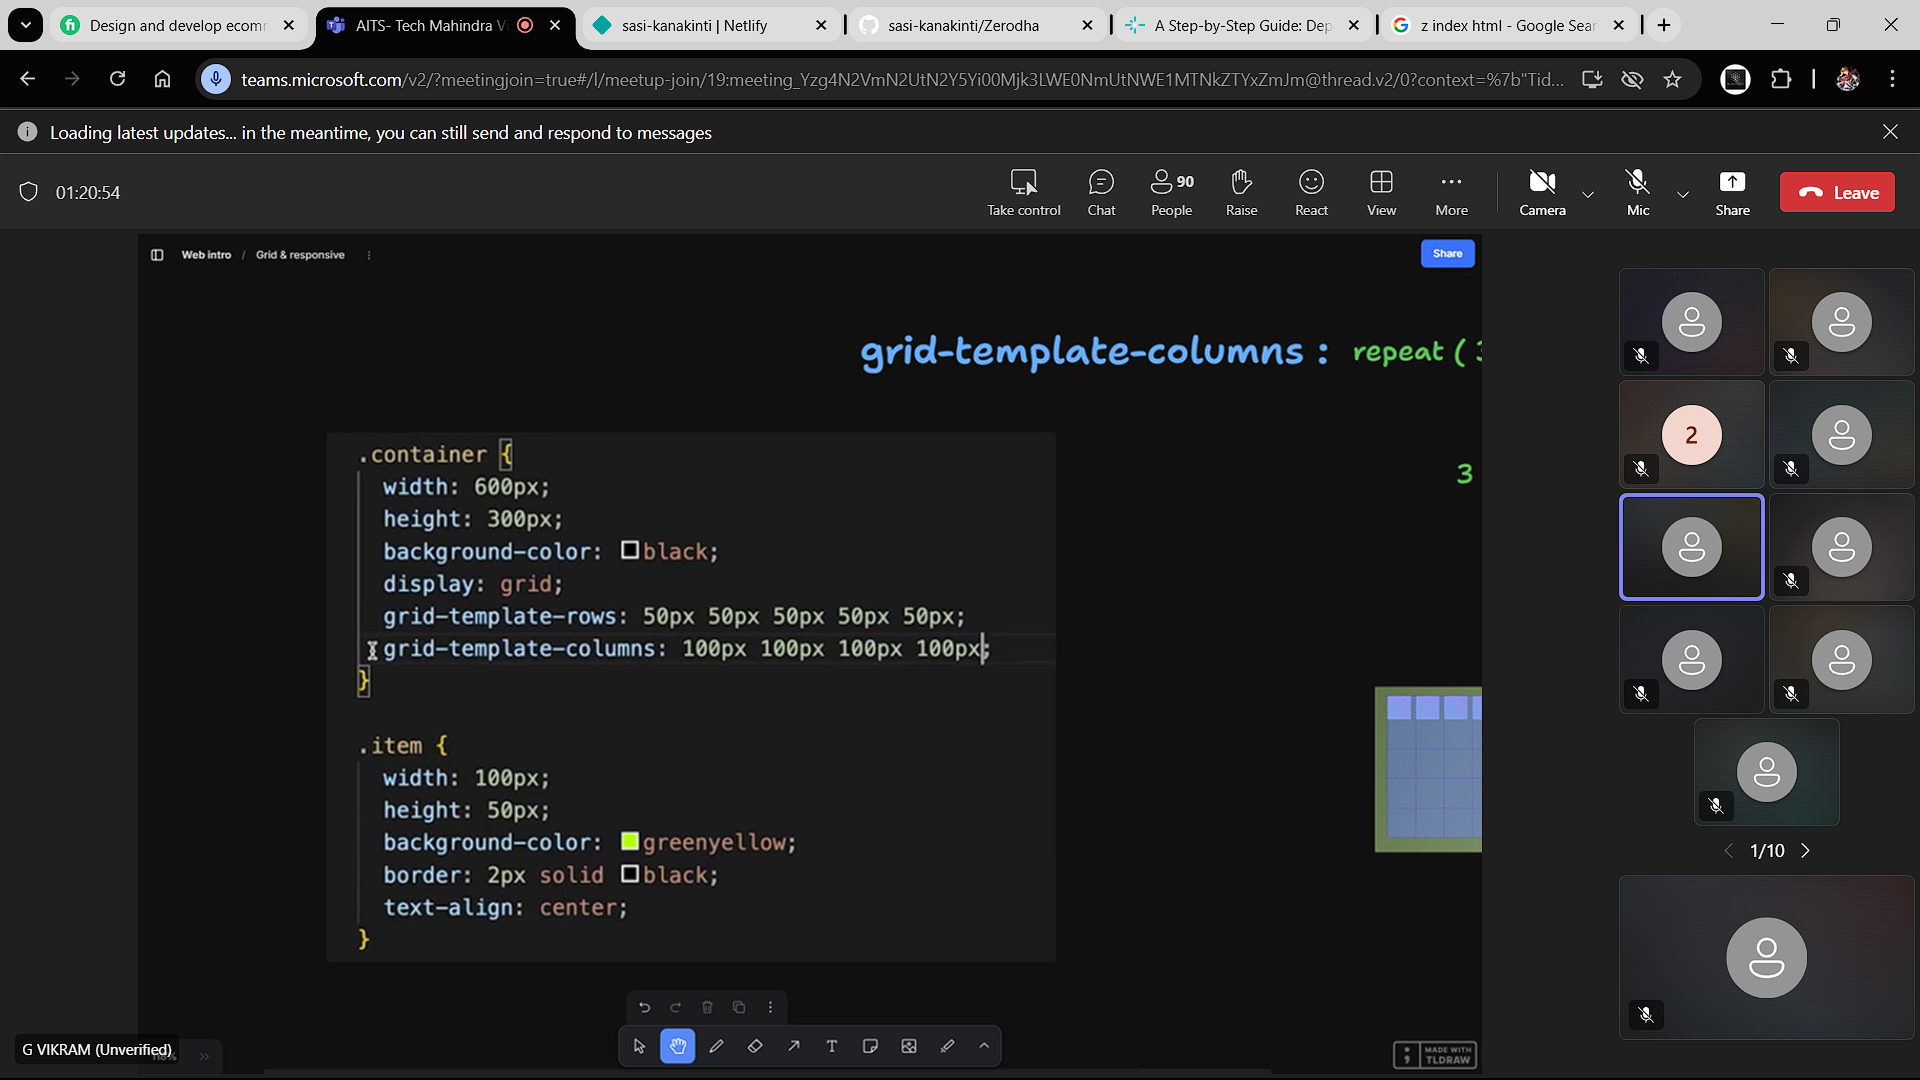 Design and develop ecom
AITS- Tech Mahindra Vi
sasi-kanakinti | Netlify
sasi-kanakinti/Zerodha
A Step-by-Step Guide: Dep
z index html - Google Sear
teams.microsoft.com/v2/?meetingjoin=true#/l/meetup-join/19:meeting_Yzg4N2VmN2UtN2Y5Yi00Mjk3LWE0NmUtNWE1MTNkZTYxZmJm@thread.v2/0?context=%7b"Tid...
Loading latest updates... in the meantime, you can still send and respond to messages
01:20:54
Take control
Chat
90
People
Raise
React
View
More
Camera
Mic
Share
Leave
Web intro / Grid & responsive
Share
grid-template-columns : repeat ( 3
3
.container {
width: 600px;
height: 300px;
background-color: black;
display: grid;
grid-template-rows: 50px 50px 50px 50px 50px;
grid-template-columns: 100px 100px 100px 100px;
}
.item {
width: 100px;
height: 50px;
background-color: greenyellow;
border: 2px solid black;
text-align: center;
}
2
1/10
G VIKRAM (Unverified)
T
MADE WITH
TLDRAW